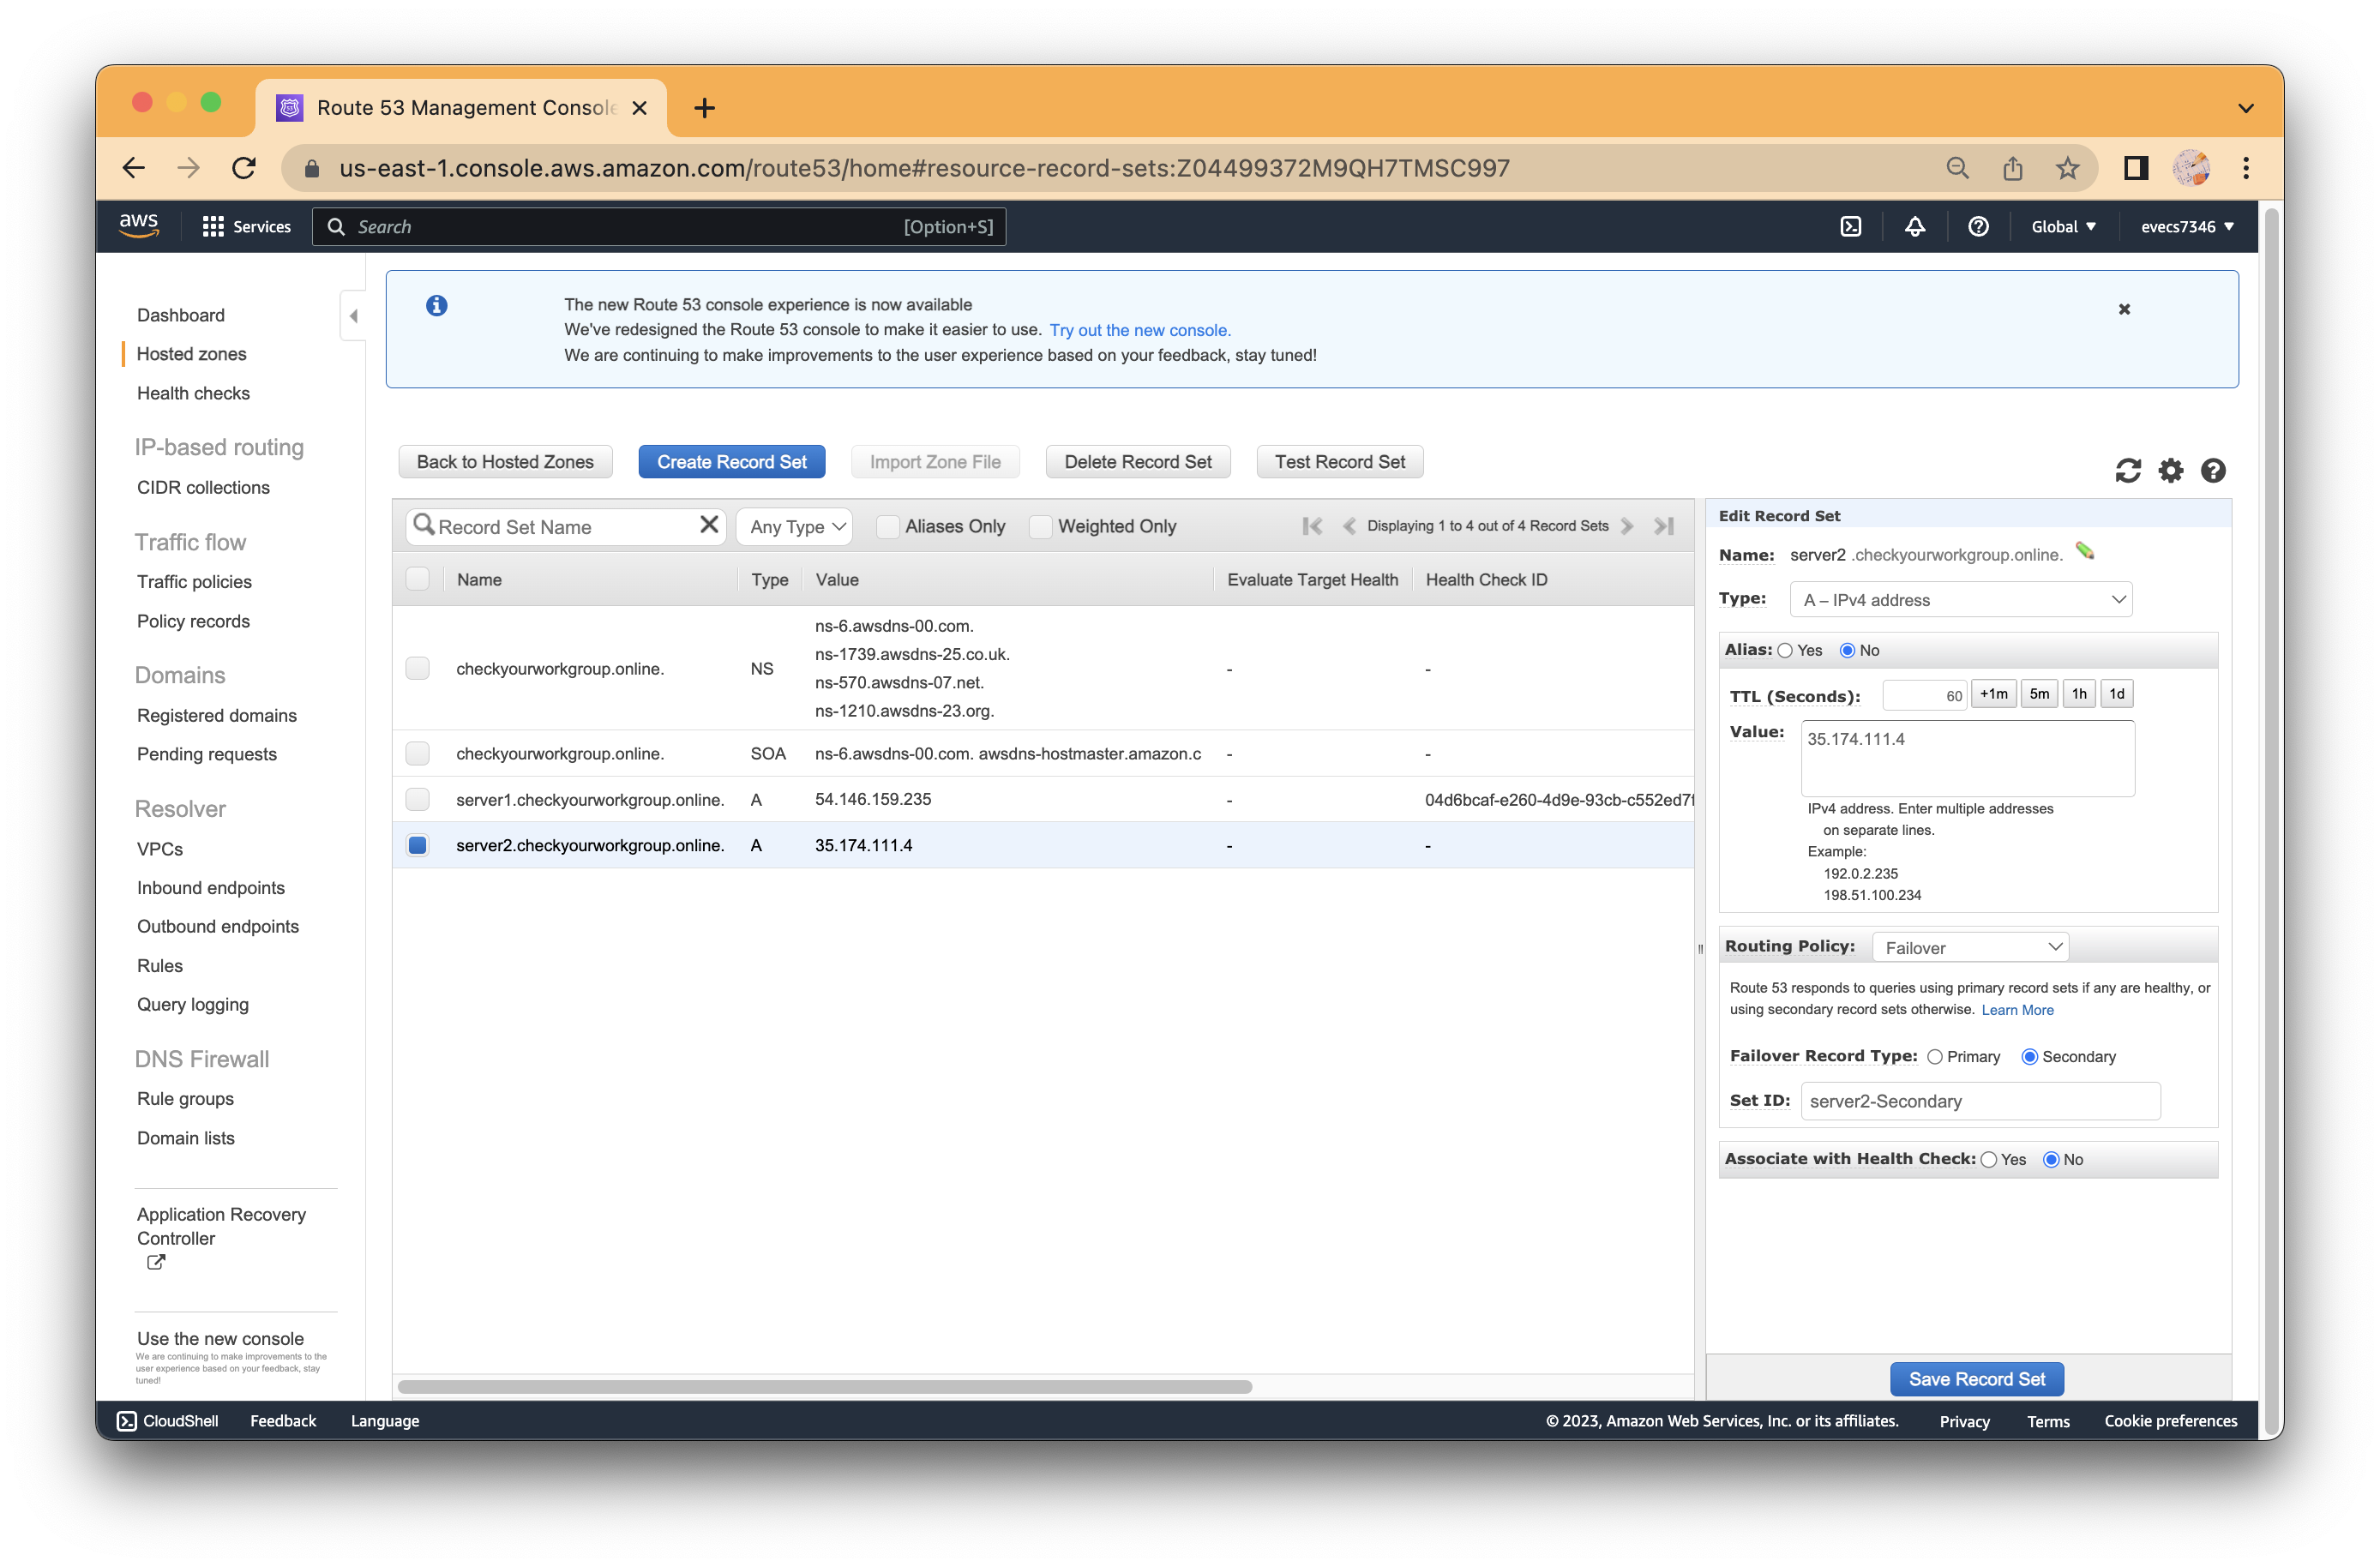 Route 53 Management Console
us-east-1.console.aws.amazon.com/route53/home#resource-record-sets:Z04499372M9QH7TMSC997
aws
Services
Search
[Option+S]
Global
evecs7346
Dashboard
Hosted zones
Health checks
IP-based routing
CIDR collections
Traffic flow
Traffic policies
Policy records
Domains
Registered domains
Pending requests
Resolver
VPCs
Inbound endpoints
Outbound endpoints
Rules
Query logging
DNS Firewall
Rule groups
Domain lists
Application Recovery
Controller
Use the new console
We are continuing to make improvements to the
user experience based on your feedback, stay
tuned!
The new Route 53 console experience is now available
We've redesigned the Route 53 console to make it easier to use. Try out the new console.
We are continuing to make improvements to the user experience based on your feedback, stay tuned!
Back to Hosted Zones
Create Record Set
Import Zone File
Delete Record Set
Test Record Set
Record Set Name
Any Type
Aliases Only
Weighted Only
Displaying 1 to 4 out of 4 Record Sets
Name Type Value Evaluate Target Health Health Check ID
ns-6.awsdns-00.com.
ns-1739.awsdns-25.co.uk.
checkyourworkgroup.online. NS - -
ns-570.awsdns-07.net.
ns-1210.awsdns-23.org.
checkyourworkgroup.online. SOA ns-6.awsdns-00.com. awsdns-hostmaster.amazon.c - -
server1.checkyourworkgroup.online. A 54.146.159.235 - 04d6bcaf-e260-4d9e-93cb-c552ed7f
server2.checkyourworkgroup.online. A 35.174.111.4 - -
Edit Record Set
Name: server2 .checkyourworkgroup.online.
Type: A – IPv4 address
Alias: Yes No
TTL (Seconds): 60 +1m 5m 1h 1d
Value: 35.174.111.4
IPv4 address. Enter multiple addresses
on separate lines.
Example:
192.0.2.235
198.51.100.234
Routing Policy: Failover
Route 53 responds to queries using primary record sets if any are healthy, or
using secondary record sets otherwise. Learn More
Failover Record Type: Primary Secondary
Set ID: server2-Secondary
Associate with Health Check: Yes No
Save Record Set
CloudShell
Feedback
Language
© 2023, Amazon Web Services, Inc. or its affiliates.
Privacy
Terms
Cookie preferences